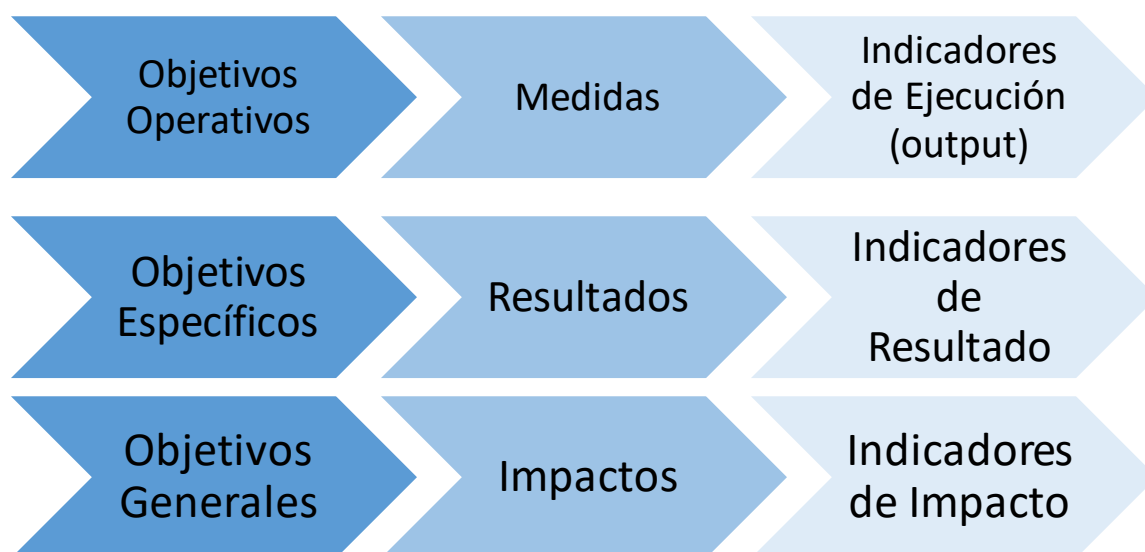 Objetivos
Operativos
Medidas
Indicadores
de Ejecución
(output)
Objetivos
Específicos
Resultados
Indicadores
de
Resultado
Objetivos
Generales
Impactos
Indicadores
de Impacto